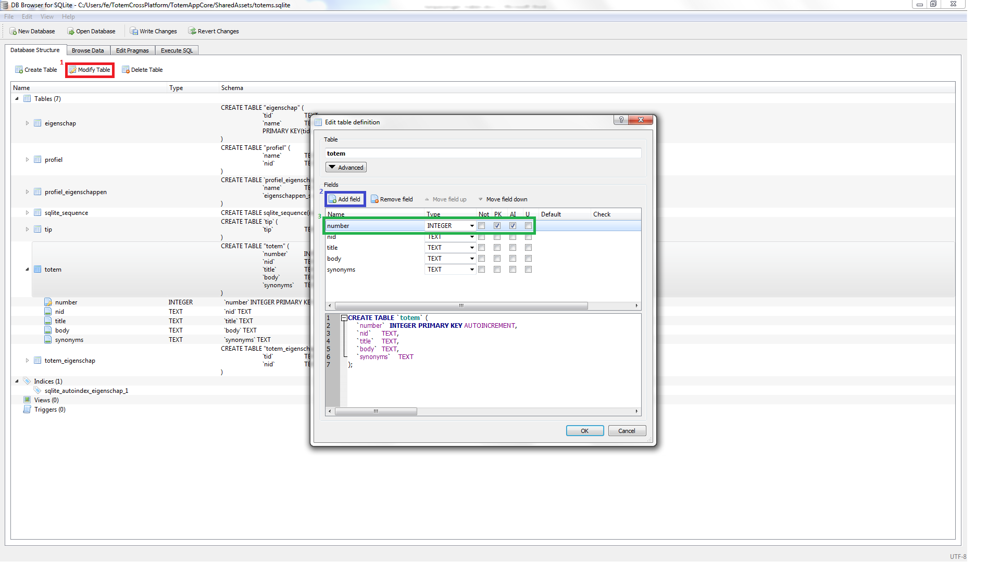 DB Browser for SQLite - C:/Users/fe/TotemCrossPlatform/TotemAppCore/SharedAssets/totems.sqlite
File Edit View Help
New Database Open Database Write Changes Revert Changes
Database Structure Browse Data Edit Pragmas Execute SQL
1
Create Table Modify Table Delete Table
Name Type Schema
Tables (7)
eigenschap
CREATE TABLE "eigenschap" (
`tid` TEXT
`name` TE
PRIMARY KEY(tid
)
profiel
CREATE TABLE "profiel" (
`name` TE
`nid` TE
)
profiel_eigenschappen
CREATE TABLE `profiel_eigensch
`name` TE
`eigenschappen_s
)
sqlite_sequence
CREATE TABLE sqlite_sequence(
tip
CREATE TABLE `tip` (
`tip` TE
)
totem
CREATE TABLE "totem" (
`number` IN
`nid` TE
`title` TE
`body` TE
`synonyms` TE
)
number INTEGER `number` INTEGER PRIMARY KE
nid TEXT `nid` TEXT
title TEXT `title` TEXT
body TEXT `body` TEXT
synonyms TEXT `synonyms` TEXT
totem_eigenschap
CREATE TABLE "totem_eigenscha
`tid` TE
`nid` TE
)
Indices (1)
sqlite_autoindex_eigenschap_1
Views (0)
Triggers (0)
Edit table definition
?
Table
totem
Advanced
Fields
2
Add field Remove field Move field up Move field down
3
Name Type Not PK AI U Default Check
number INTEGER
nid TEXT
title TEXT
body TEXT
synonyms TEXT
1 CREATE TABLE `totem` (
2 `number` INTEGER PRIMARY KEY AUTOINCREMENT,
3 `nid` TEXT,
4 `title` TEXT,
5 `body` TEXT,
6 `synonyms` TEXT
7 );
OK Cancel
UTF-8